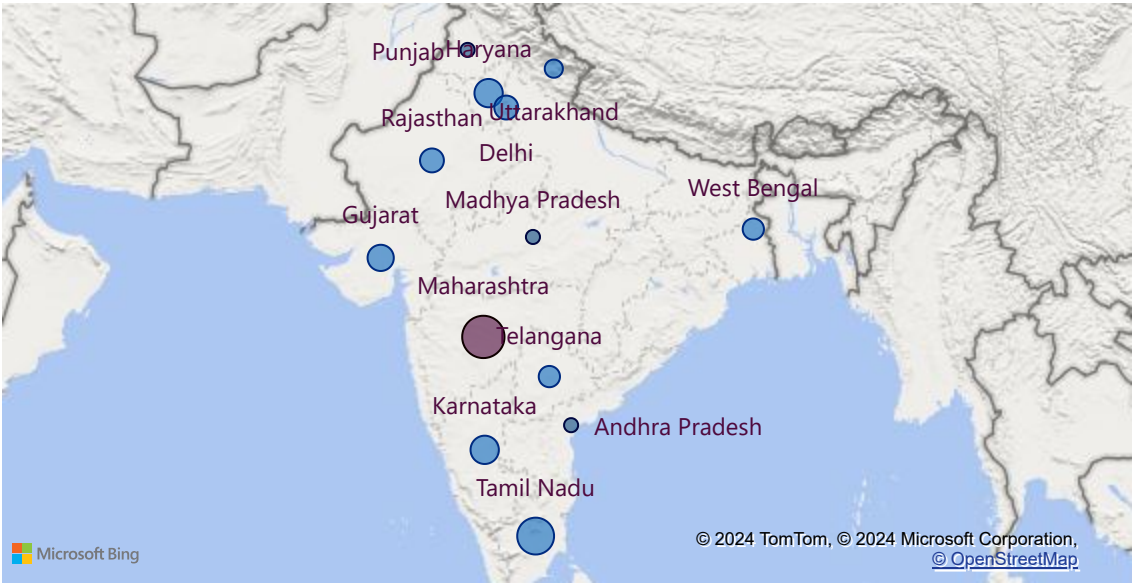 Punjab
Haryana
Rajasthan
Uttarakhand
Delhi
Madhya Pradesh
West Bengal
Gujarat
Maharashtra
Telangana
Karnataka
Andhra Pradesh
Tamil Nadu
Microsoft Bing
© 2024 TomTom, © 2024 Microsoft Corporation,
© OpenStreetMap